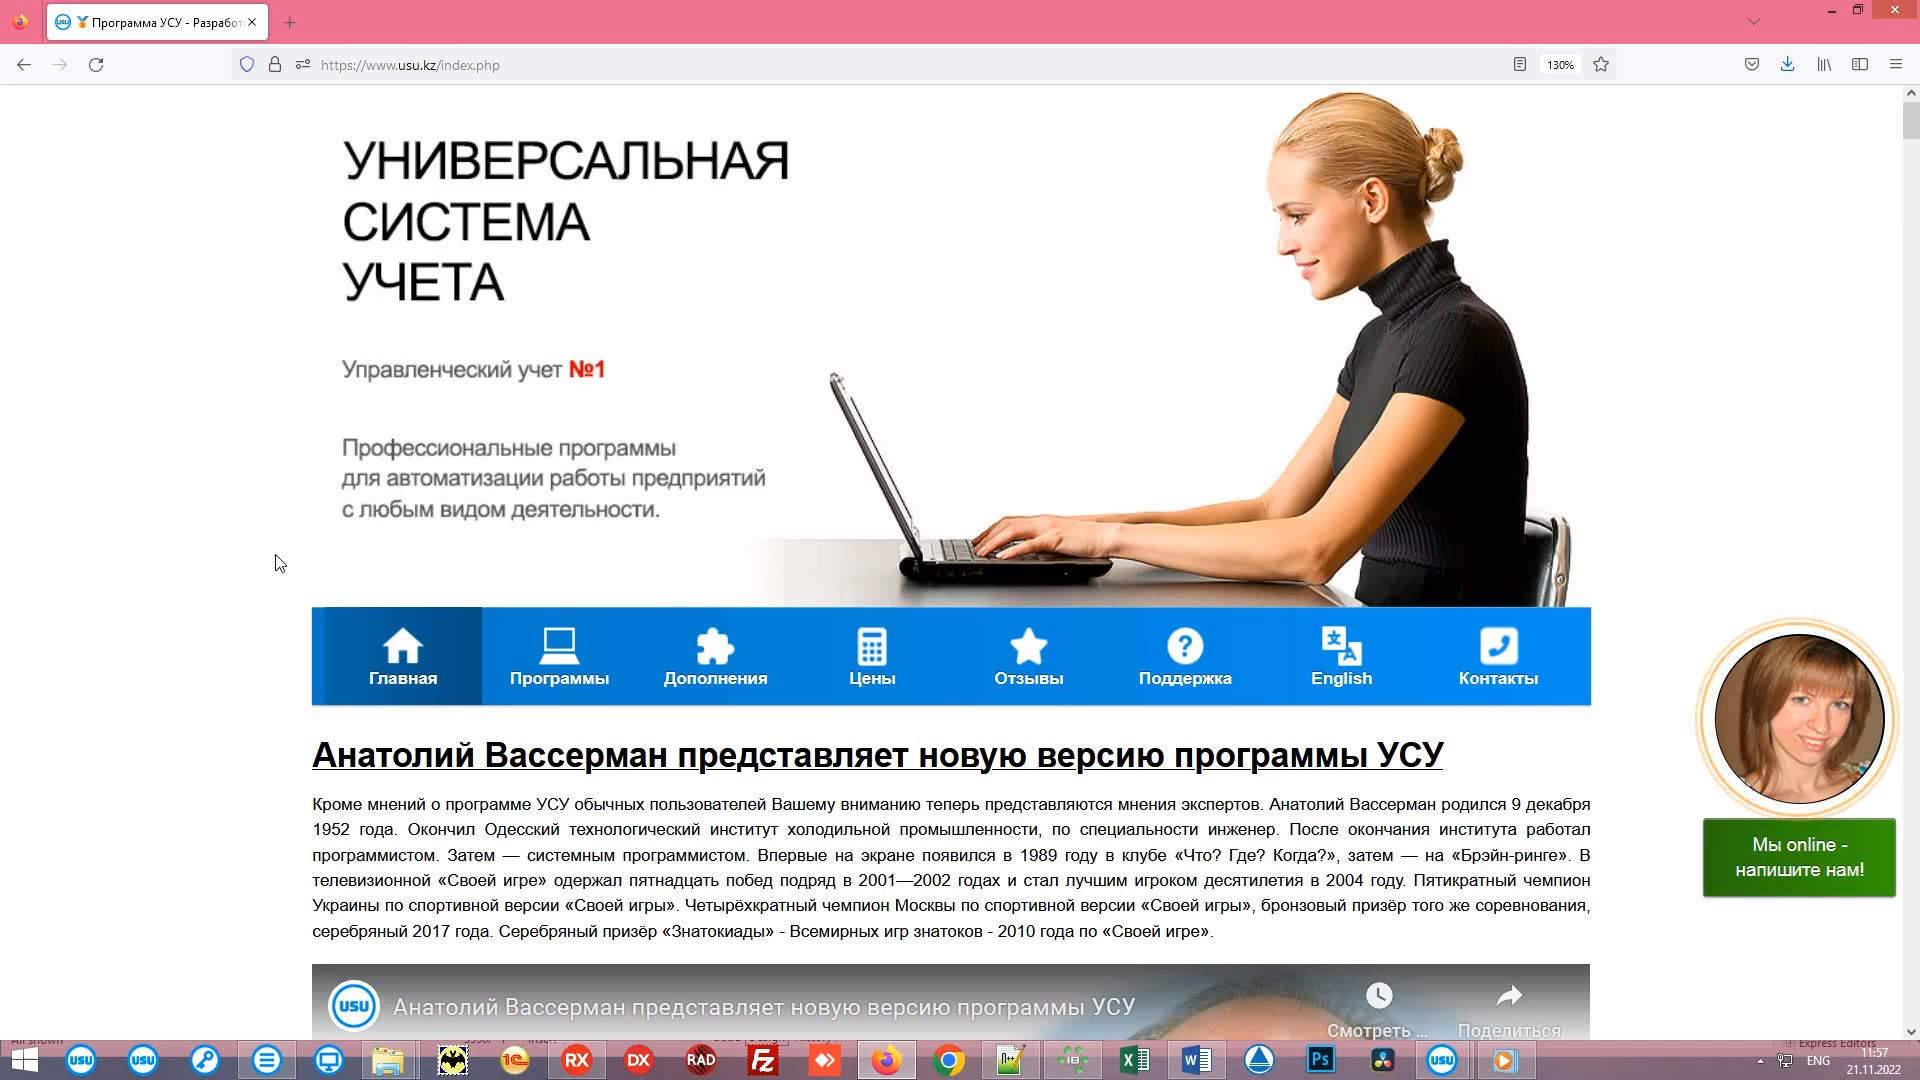 Программа УСУ - Разработ
https://www.usu.kz/index.php
130%
УНИВЕРСАЛЬНАЯ
СИСТЕМА
УЧЕТА
Управленческий учет №1
Профессиональные программы
для автоматизации работы предприятий
с любым видом деятельности.
Главная
Программы
Дополнения
Цены
Отзывы
Поддержка
English
Контакты
Анатолий Вассерман представляет новую версию программы УСУ
Кроме мнений о программе УСУ обычных пользователей Вашему вниманию теперь представляются мнения экспертов. Анатолий Вассерман родился 9 декабря
1952 года. Окончил Одесский технологический институт холодильной промышленности, по специальности инженер. После окончания института работал
программистом. Затем — системным программистом. Впервые на экране появился в 1989 году в клубе «Что? Где? Когда?», затем — на «Брэйн-ринге». В
телевизионной «Своей игре» одержал пятнадцать побед подряд в 2001—2002 годах и стал лучшим игроком десятилетия в 2004 году. Пятикратный чемпион
Украины по спортивной версии «Своей игры». Четырёхкратный чемпион Москвы по спортивной версии «Своей игры», бронзовый призёр того же соревнования,
серебряный 2017 года. Серебряный призёр «Знатокиады» - Всемирных игр знатоков - 2010 года по «Своей игре».
Мы online -
напишите нам!
USU
Анатолий Вассерман представляет новую версию программы УСУ
Смотреть ...
Поделиться
Express Editors
USU
USU
1C
RX
DX
RAD
FZ
Ps
USU
ENG
11:57
21.11.2022